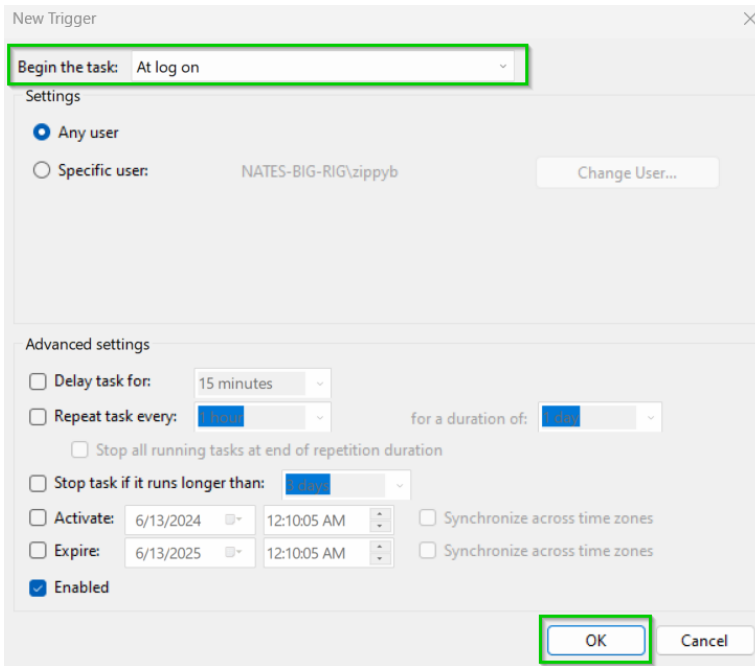 New Trigger
Begin the task: At log on
Settings
Any user
Specific user: NATES-BIG-RIG\zippyb Change User...
Advanced settings
Delay task for: 15 minutes
Repeat task every: 1 hour for a duration of: 1 day
Stop all running tasks at end of repetition duration
Stop task if it runs longer than: 3 days
Activate: 6/13/2024 12:10:05 AM Synchronize across time zones
Expire: 6/13/2025 12:10:05 AM Synchronize across time zones
Enabled
OK Cancel